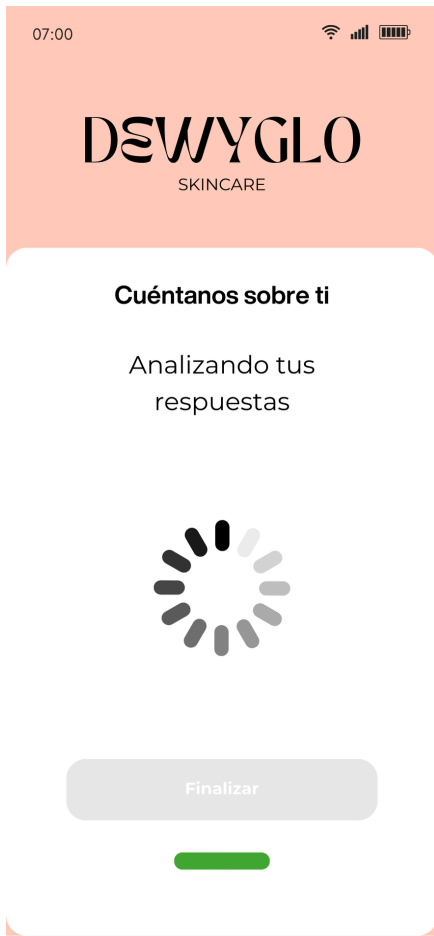 07:00
DEWYGLO
SKINCARE
Cuéntanos sobre ti
Analizando tus
respuestas
Finalizar